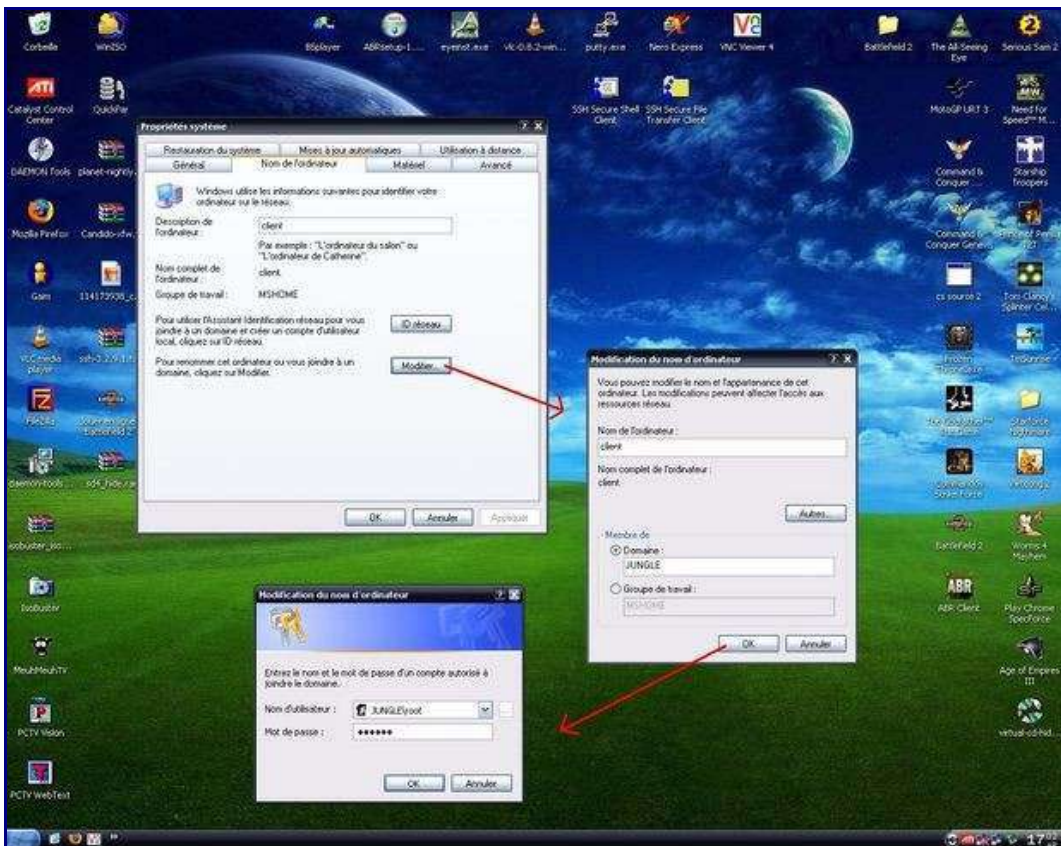 Corbeille
WinISO
BSplayer
ABRsetup-1....
eyeinst.exe
vlc-0.8.2-win...
putty.exe
Nero Express
VNC Viewer 4
Battlefield 2
The All-Seeing
Eye
Serious Sam 2
Catalyst Control
Center
QuickPar
SSH Secure Shell
Client
SSH Secure File
Transfer Client
MotoGP URT 3
Need for
Speed™ M...
DAEMON Tools
planet-nightly...
Command &
Conquer ...
Starship
Troopers
Mozilla Firefox
Command &
Conquer Gener...
Gaim
cs source 2
Tom Clancy's
Splinter Cell...
VLC media
player
FileZilla
daemon-tools...
sd4_hide.rar
Battlefield 2
Worms 4
Mayhem
isobuster_iso...
IsoBuster
ABR
ABR Client
Play Chrome
SpecForce
MeuhMeuhTV
Age of Empires
III
PCTV Vision
virtual-cd-hid...
PCTV WebText
Propriétés système
Restauration du système
Mises à jour automatiques
Utilisation à distance
Général
Nom de l'ordinateur
Matériel
Avancé
Windows utilise les informations suivantes pour identifier votre
ordinateur sur le réseau.
Description de
l'ordinateur :
client
Par exemple : "L'ordinateur du salon" ou
"L'ordinateur de Catherine".
Nom complet de
l'ordinateur :
client.
Groupe de travail :
MSHOME
Pour utiliser l'Assistant Identification réseau pour vous
joindre à un domaine et créer un compte d'utilisateur
local, cliquez sur ID réseau.
ID réseau
Pour renommer cet ordinateur ou vous joindre à un
domaine, cliquez sur Modifier.
Modifier...
OK
Annuler
Appliquer
Modification du nom d'ordinateur
Vous pouvez modifier le nom et l'appartenance de cet
ordinateur. Les modifications peuvent affecter l'accès aux
ressources réseau.
Nom de l'ordinateur :
client
Nom complet de l'ordinateur :
client.
Autres...
Membre de
Domaine :
JUNGLE
Groupe de travail :
MSHOME
OK
Annuler
Modification du nom d'ordinateur
Entrez le nom et le mot de passe d'un compte autorisé à
joindre le domaine.
Nom d'utilisateur :
JUNGLE\root
Mot de passe :
●●●●●●
OK
Annuler